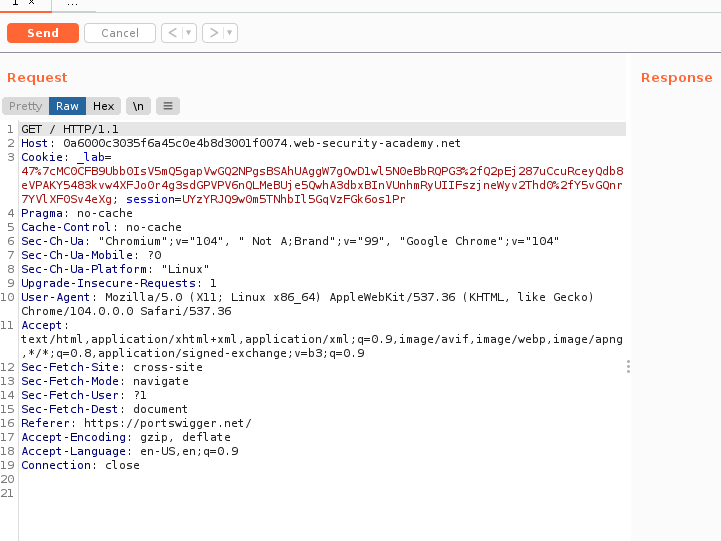 1 × ...
Send Cancel < > 
Request Response
Pretty Raw Hex \n
1 GET / HTTP/1.1
2 Host: 0a6000c3035f6a45c0e4b8d3001f0074.web-security-academy.net
3 Cookie: _lab=
47%7cMC0CFB9Ubb0IsV5mQ5gapVwGQ2NPgsBSAhUAggW7gOwD1wl5N0eBbRQPG3%2fQ2pEj287uCcuRceyQdb8
eVPAKY5483kvw4XFJo0r4g3sdGPVPV6nQLMeBUje5QwhA3dbxBInVUnhmRyUIIFszjneWyv2Thd0%2fY5vGQnr
7YVlXF0Sv4eXg; session=UYzYRJQ9w0m5TNhbIl5GqVzFGk6os1Pr
4 Pragma: no-cache
5 Cache-Control: no-cache
6 Sec-Ch-Ua: "Chromium";v="104", " Not A;Brand";v="99", "Google Chrome";v="104"
7 Sec-Ch-Ua-Mobile: ?0
8 Sec-Ch-Ua-Platform: "Linux"
9 Upgrade-Insecure-Requests: 1
10 User-Agent: Mozilla/5.0 (X11; Linux x86_64) AppleWebKit/537.36 (KHTML, like Gecko)
Chrome/104.0.0.0 Safari/537.36
11 Accept:
text/html,application/xhtml+xml,application/xml;q=0.9,image/avif,image/webp,image/apng
,*/*;q=0.8,application/signed-exchange;v=b3;q=0.9
12 Sec-Fetch-Site: cross-site
13 Sec-Fetch-Mode: navigate
14 Sec-Fetch-User: ?1
15 Sec-Fetch-Dest: document
16 Referer: https://portswigger.net/
17 Accept-Encoding: gzip, deflate
18 Accept-Language: en-US,en;q=0.9
19 Connection: close
20
21